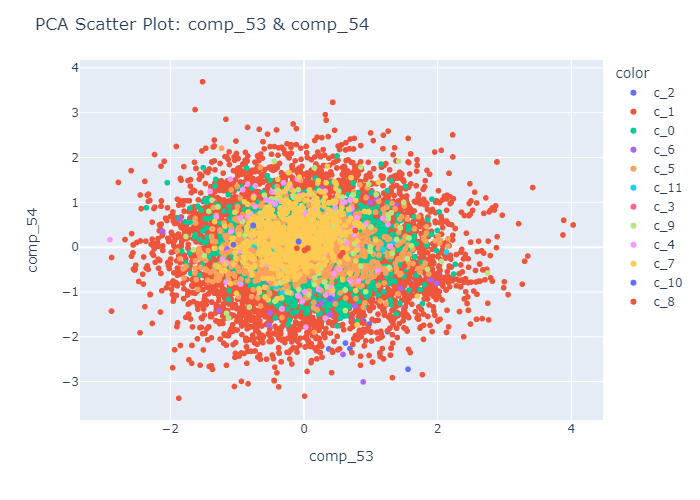 PCA Scatter Plot: comp_53 & comp_54
color
c_2
c_1
c_0
c_6
c_5
c_11
c_3
c_9
c_4
c_7
c_10
c_8
4
3
2
1
0
−1
−2
−3
comp_54
−2
0
2
4
comp_53